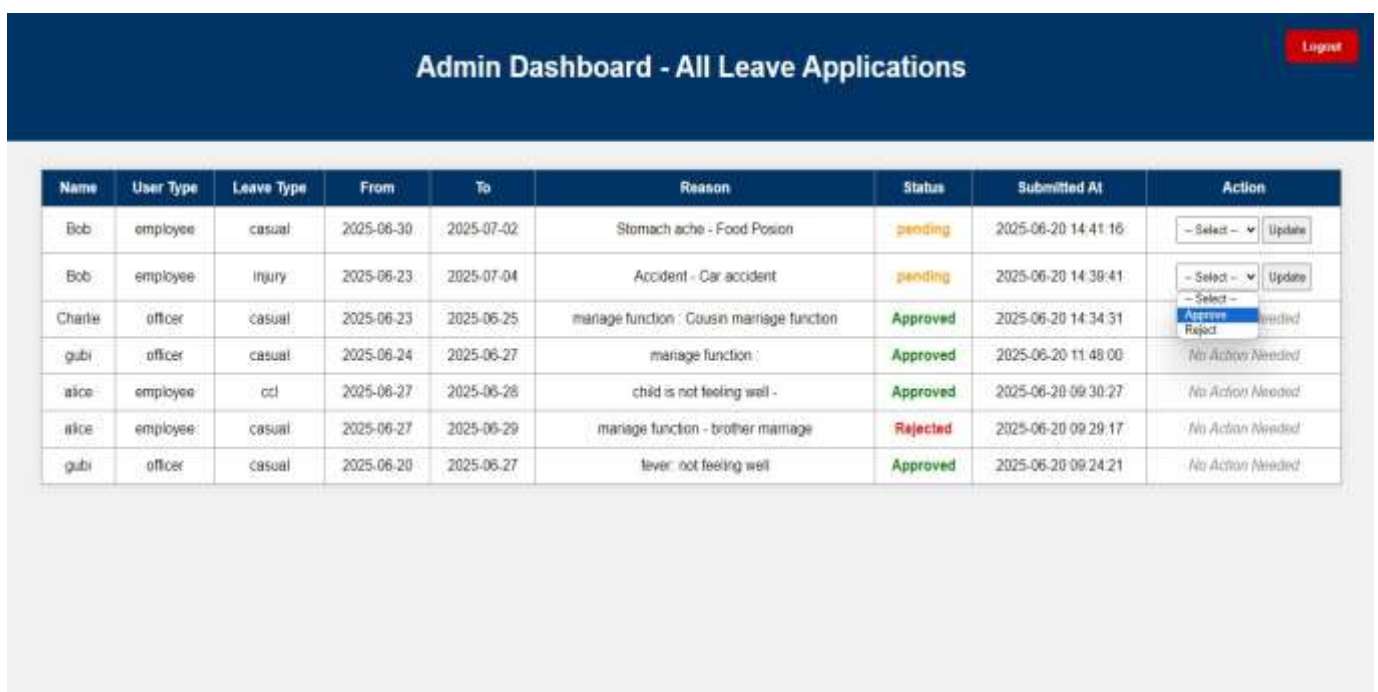 Logout
Admin Dashboard - All Leave Applications
Name User Type Leave Type From To Reason Status Submitted At Action
Bob employee casual 2025-06-30 2025-07-02 Stomach ache - Food Posion pending 2025-06-20 14:41:16 -- Select -- Update
Bob employee injury 2025-06-23 2025-07-04 Accident - Car accident pending 2025-06-20 14:39:41 -- Select -- Update
-- Select --
Approve
Reject
Charlie officer casual 2025-06-23 2025-06-25 marriage function : Cousin marriage function Approved 2025-06-20 14:34:31
gubi officer casual 2025-06-24 2025-06-27 marriage function : Approved 2025-06-20 11:48:00 No Action Needed
alice employee ccl 2025-06-27 2025-06-28 child is not feeling well - Approved 2025-06-20 09:30:27 No Action Needed
alice employee casual 2025-06-27 2025-06-29 marriage function - brother marriage Rejected 2025-06-20 09:29:17 No Action Needed
gubi officer casual 2025-06-20 2025-06-27 fever: not feeling well Approved 2025-06-20 09:24:21 No Action Needed